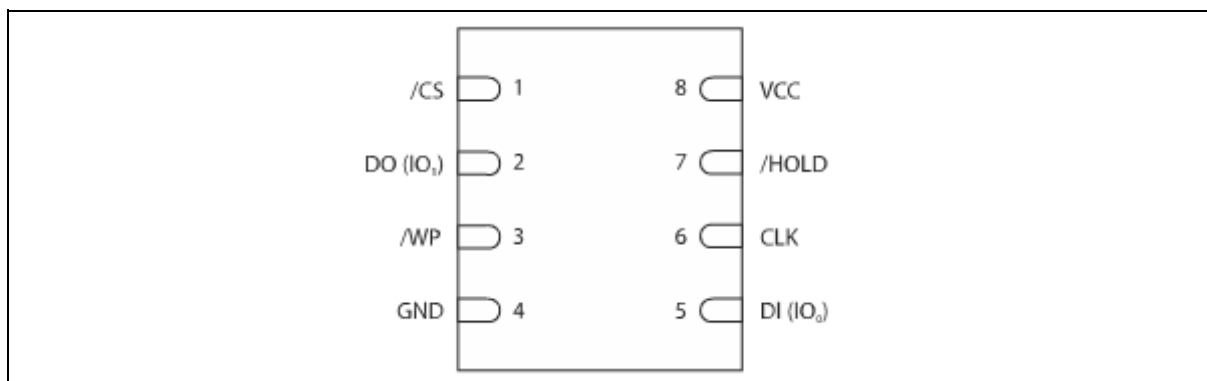 /CS 1 8 VCC
DO (IO₁) 2 7 /HOLD
/WP 3 6 CLK
GND 4 5 DI (IO₀)